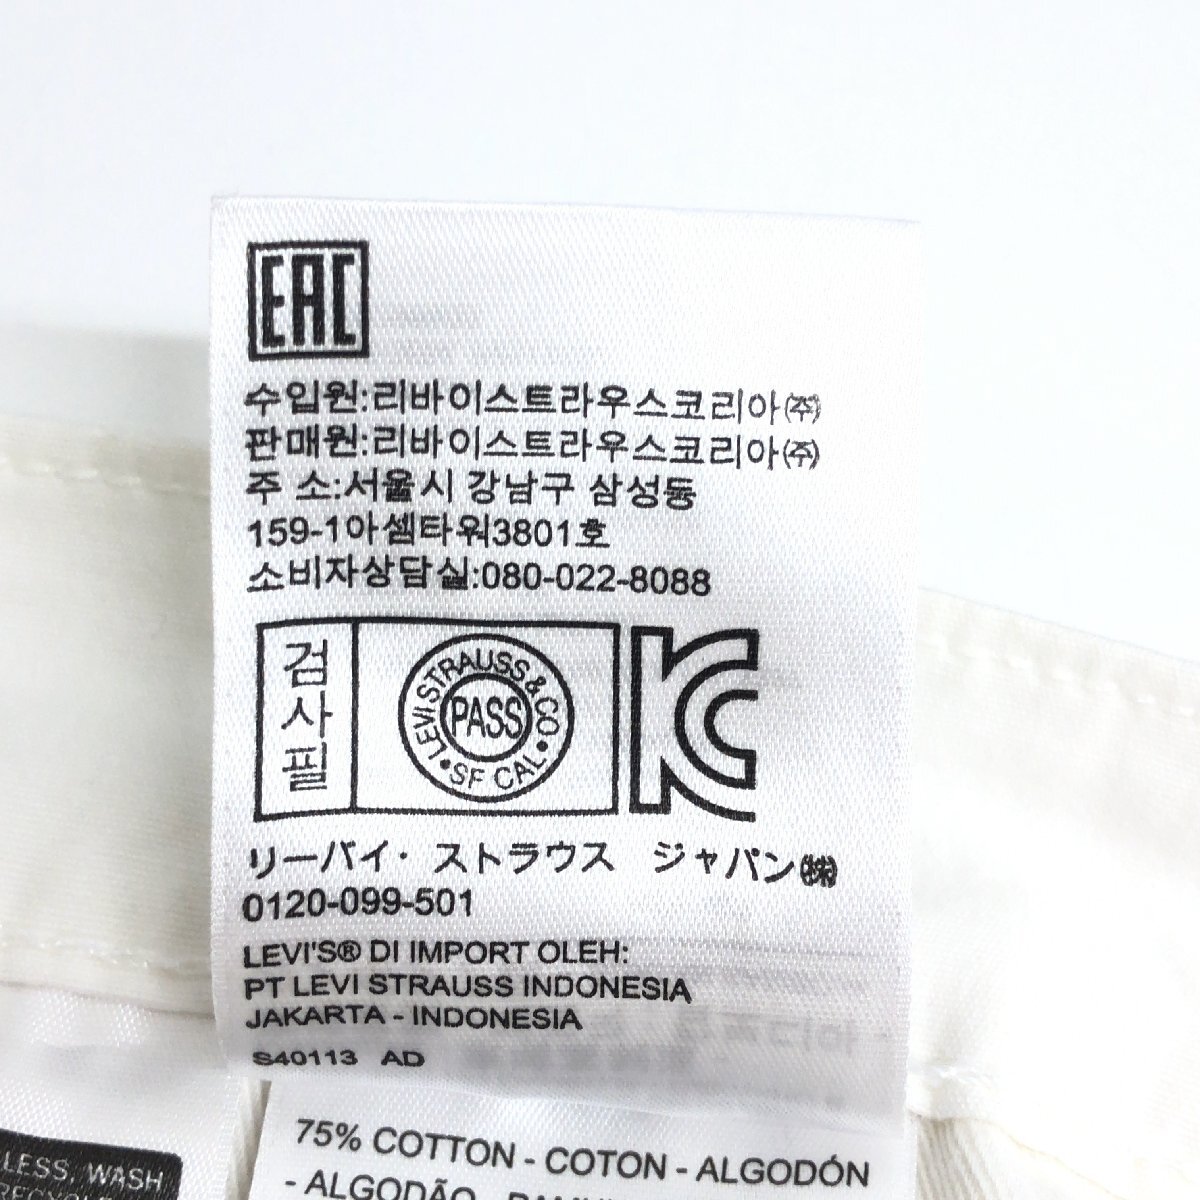 EAC
수입원:리바이스트라우스코리아㈜
판매원:리바이스트라우스코리아㈜
주 소:서울시 강남구 삼성동
159-1아셈타워3801호
소비자상담실:080-022-8088
검사필
LEVI STRAUSS & CO
PASS
• SF CAL •
KC
リーバイ・ストラウス ジャパン㈱
0120-099-501
LEVI'S® DI IMPORT OLEH:
PT LEVI STRAUSS INDONESIA
JAKARTA - INDONESIA
S40113 AD
75% COTTON - COTON - ALGODÓN
- ALGODÃO
LESS, WASH